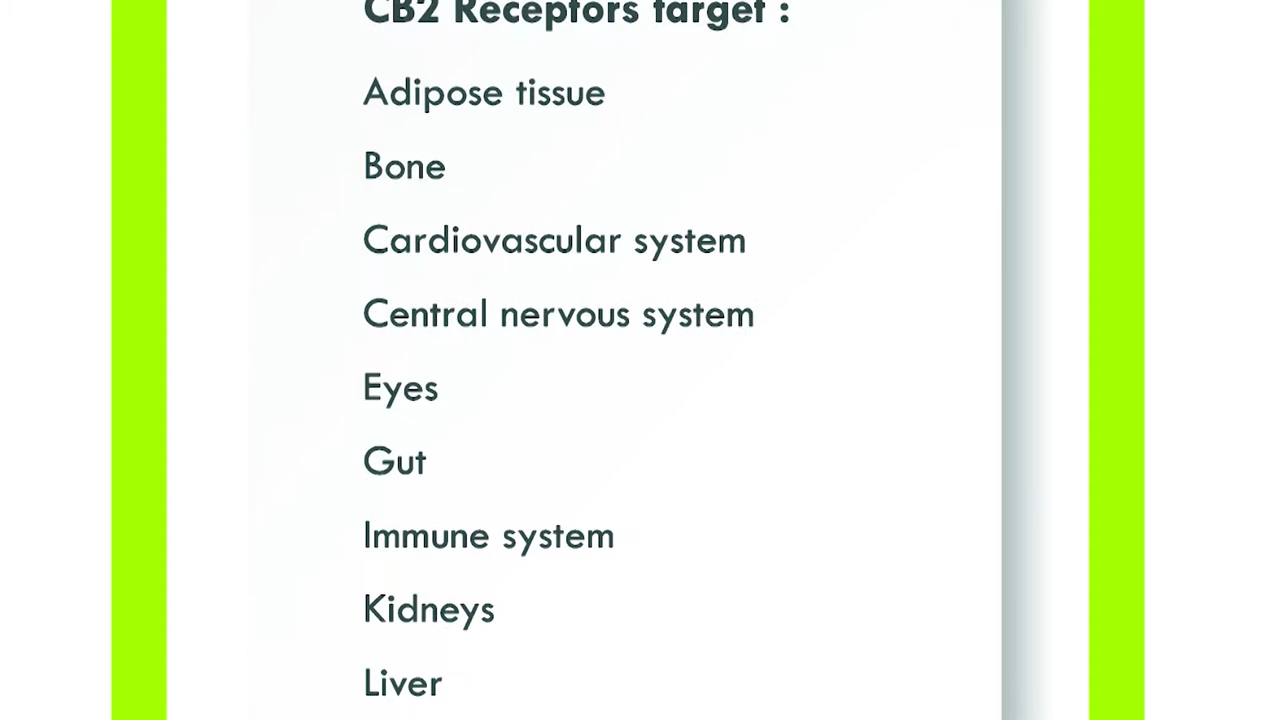 CB2 Receptors target :
Adipose tissue
Bone
Cardiovascular system
Central nervous system
Eyes
Gut
Immune system
Kidneys
Liver